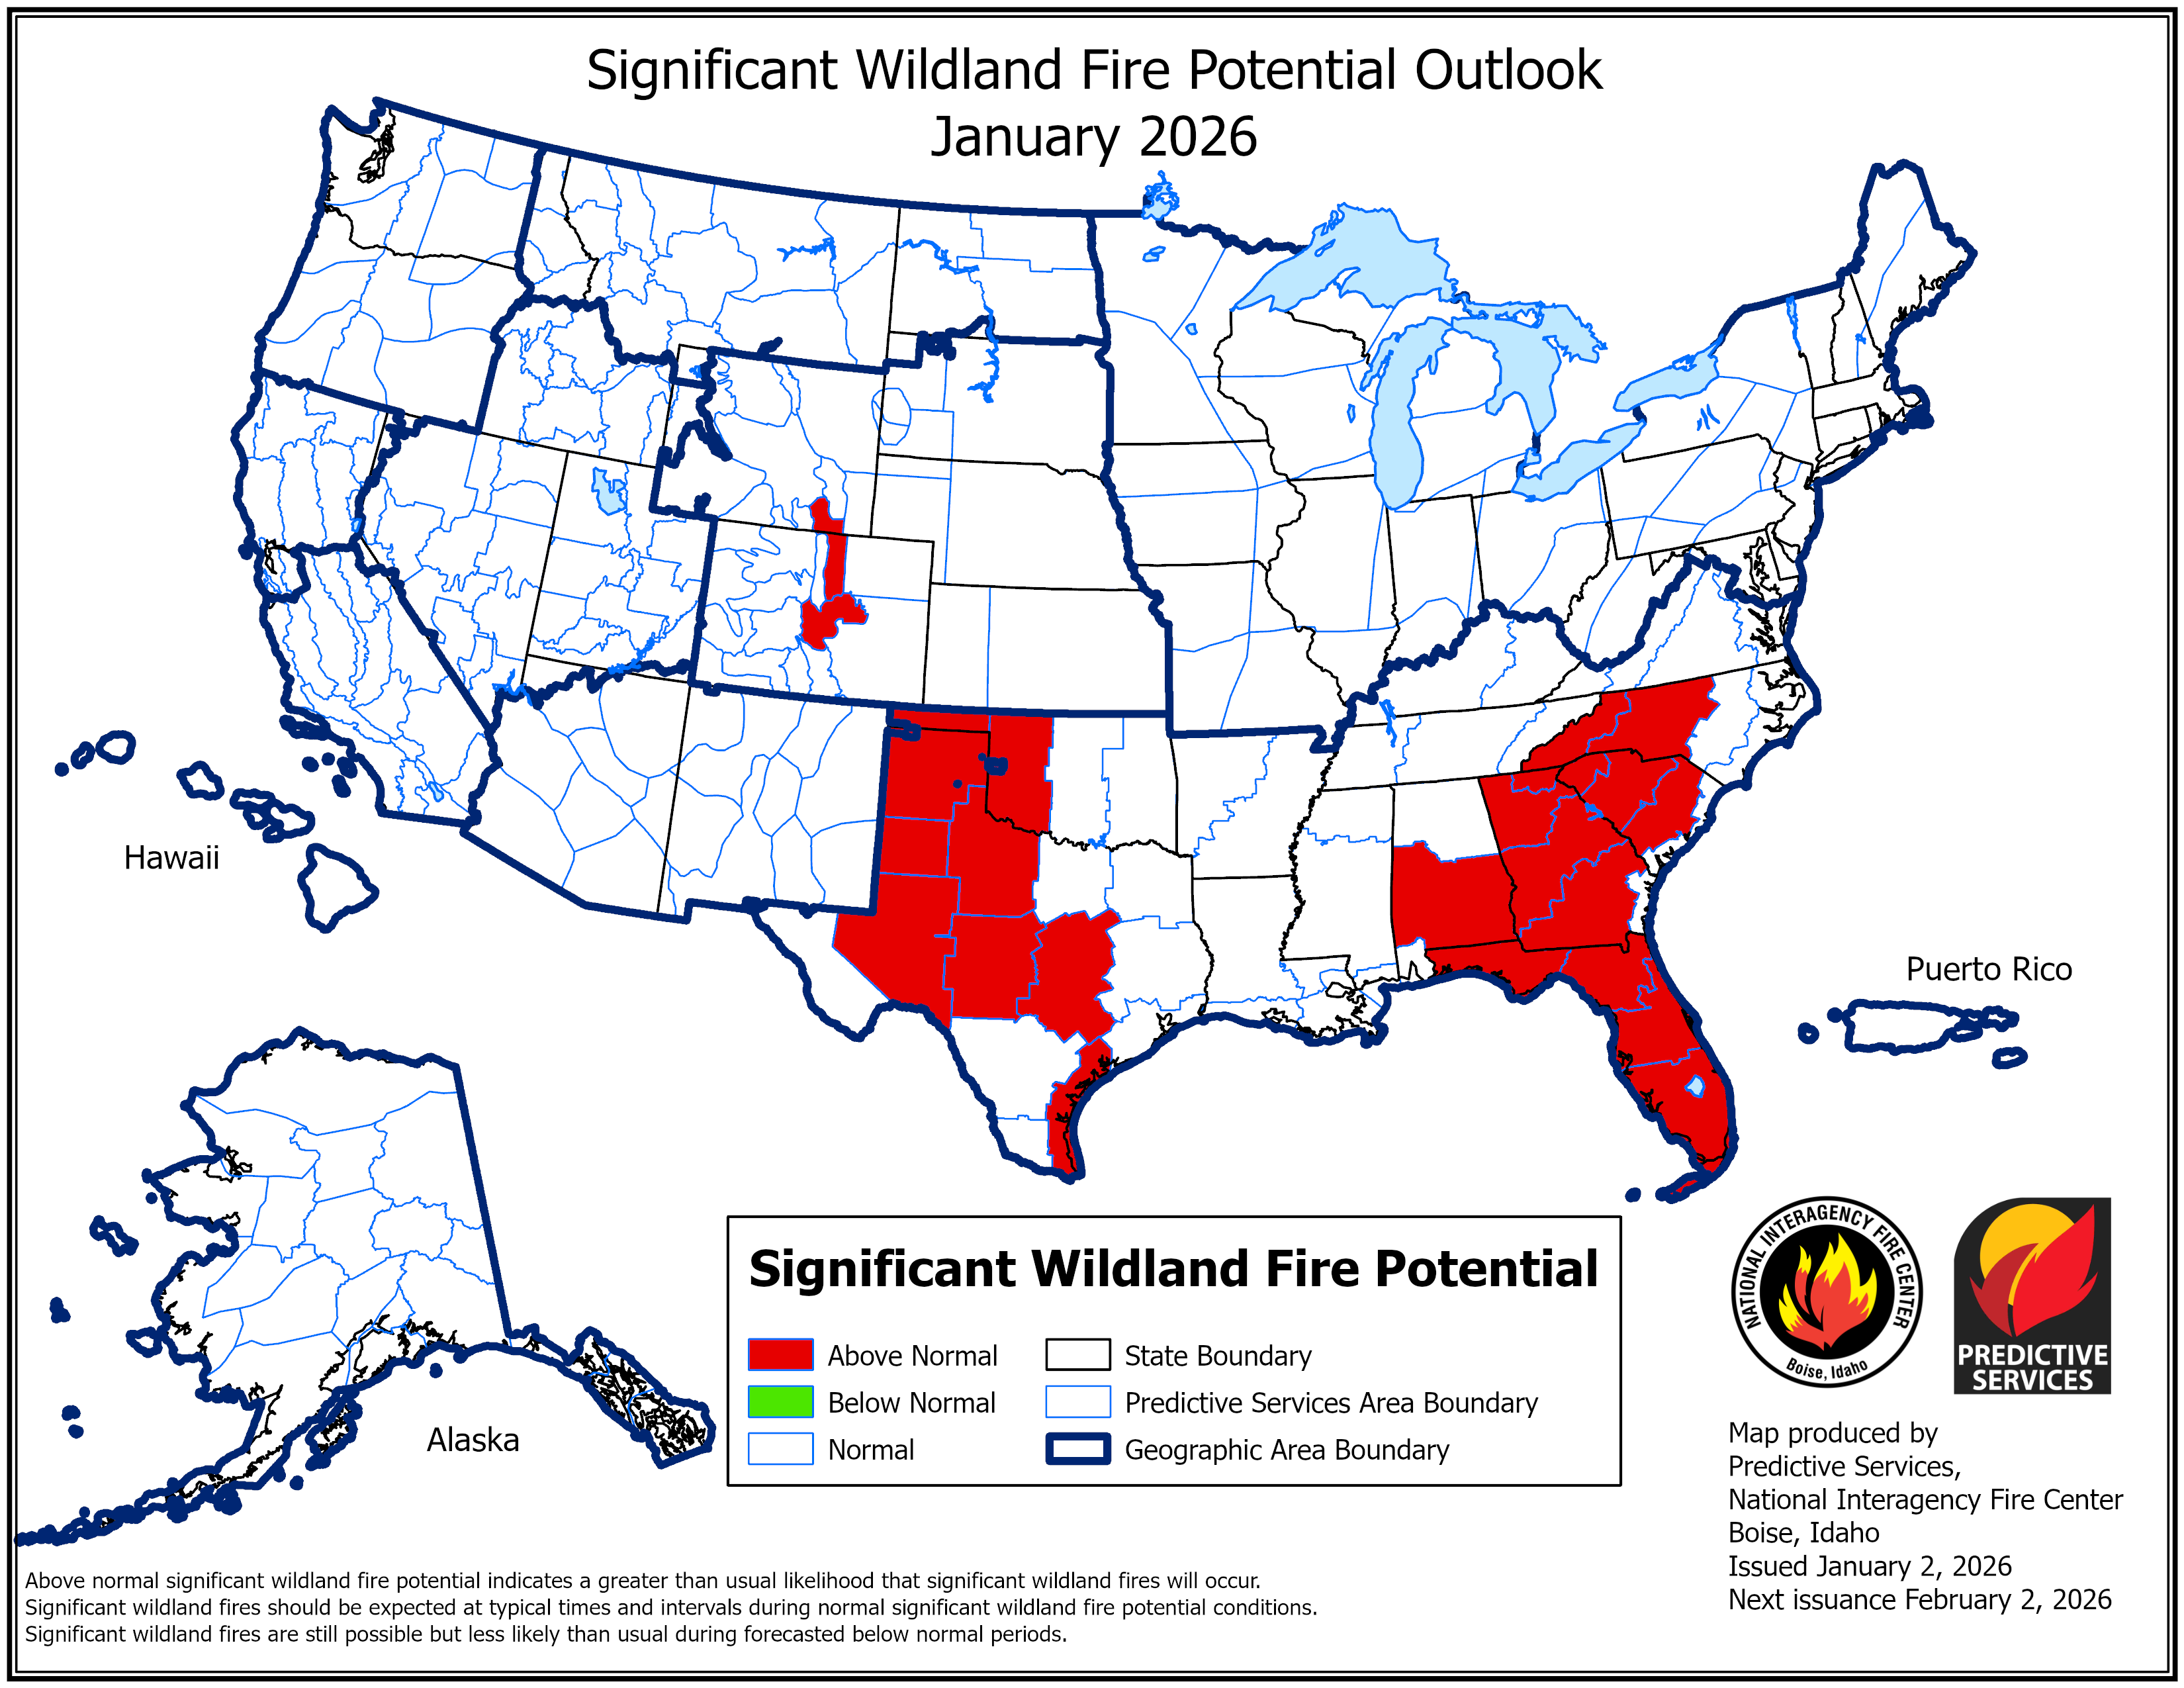 Significant Wildland Fire Potential Outlook
January 2026
Hawaii
Puerto Rico
Alaska
Significant Wildland Fire Potential
Above Normal
Below Normal
Normal
State Boundary
Predictive Services Area Boundary
Geographic Area Boundary
NATIONAL INTERAGENCY FIRE CENTER
Boise, Idaho
PREDICTIVE
SERVICES
Map produced by
Predictive Services,
National Interagency Fire Center
Boise, Idaho
Issued January 2, 2026
Next issuance February 2, 2026
Above normal significant wildland fire potential indicates a greater than usual likelihood that significant wildland fires will occur.
Significant wildland fires should be expected at typical times and intervals during normal significant wildland fire potential conditions.
Significant wildland fires are still possible but less likely than usual during forecasted below normal periods.